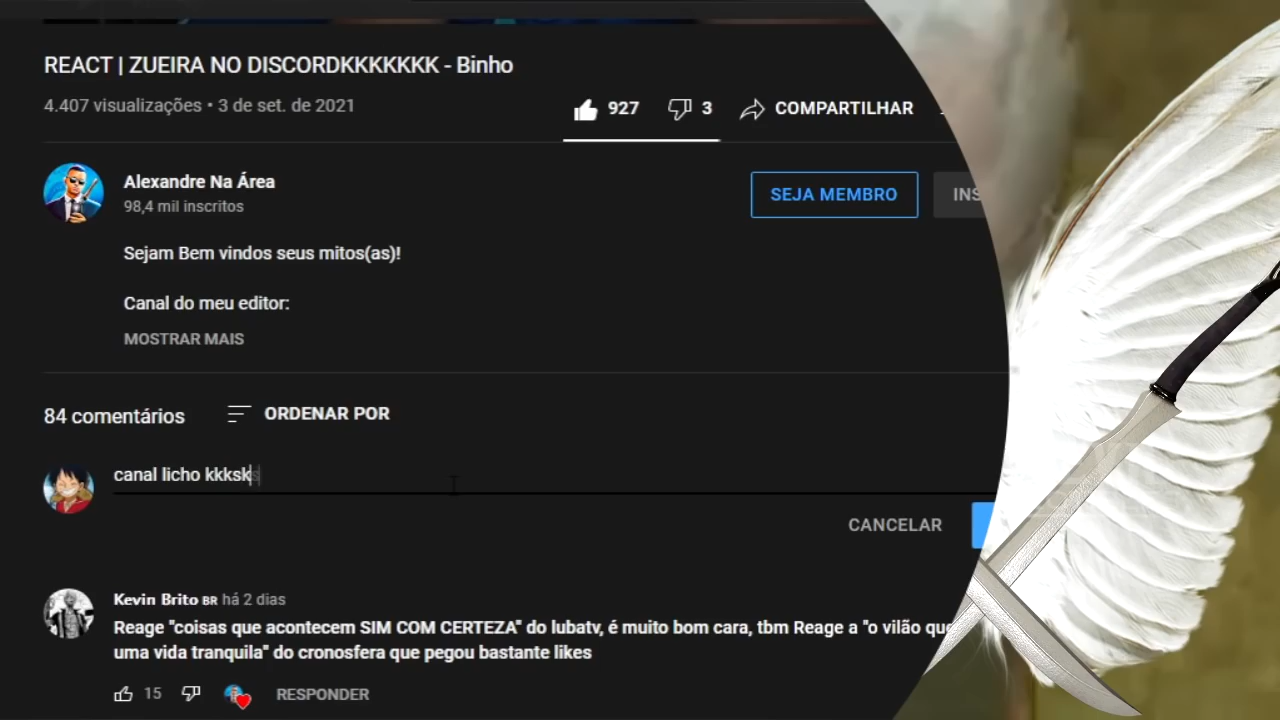 REACT | ZUEIRA NO DISCORDKKKKKKK - Binho
4.407 visualizações • 3 de set. de 2021
927 3 COMPARTILHAR
Alexandre Na Área
98,4 mil inscritos
SEJA MEMBRO INS
Sejam Bem vindos seus mitos(as)!
Canal do meu editor:
MOSTRAR MAIS
84 comentários ORDENAR POR
canal licho kkksk
CANCELAR
Kevin Brito BR há 2 dias
Reage "coisas que acontecem SIM COM CERTEZA" do lubatv, é muito bom cara, tbm Reage a "o vilão que
uma vida tranquila" do cronosfera que pegou bastante likes
15 RESPONDER